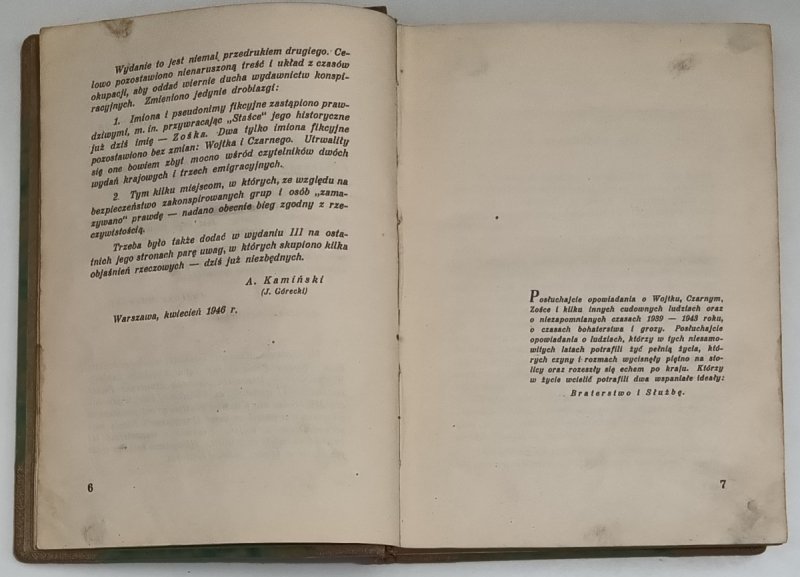 Wydanie to jest niemal przedrukiem drugiego. Ce-
lowo pozostawiono nienaruszoną treść i układ z czasów
okupacji, aby oddać wiernie ducha wydawnictw konspi-
racyjnych. Zmieniono jedynie drobiazgi:
1. Imiona i pseudonimy fikcyjne zastąpiono praw-
dziwymi, m. in. przywracając „Staśce" jego historyczne
już dziś imię — Zośka. Dwa tylko imiona fikcyjne
pozostawiono bez zmian: Wojtka i Czarnego. Utrwaliły
się one bowiem zbyt mocno wśród czytelników dwóch
wydań krajowych i trzech emigracyjnych.
2. Tym kilku miejscom, w których, ze względu na
bezpieczeństwo zakonspirowanych grup i osób „zama-
zywano" prawdę — nadano obecnie bieg zgodny z rze-
czywistością.
Trzeba było także dodać w wydaniu III na osta-
tnich jego stronach parę uwag, w których skupiono kilka
objaśnień rzeczowych — dziś już niezbędnych.
A. Kamiński
(J. Górecki)
Warszawa, kwiecień 1946 r.
6
Posłuchajcie opowiadania o Wojtku, Czarnym,
Zośce i kilku innych cudownych ludziach oraz
o niezapomnianych czasach 1939 — 1943 roku,
o czasach bohaterstwa i grozy. Posłuchajcie
opowiadania o ludziach, którzy w tych niesamo-
witych latach potrafili żyć pełnią życia, któ-
rych czyny i rozmach wycisnęły piętno na sto-
licy oraz rozeszły się echem po kraju. Którzy
w życie wcielić potrafili dwa wspaniałe ideały:
Braterstwo i Służbę.
7